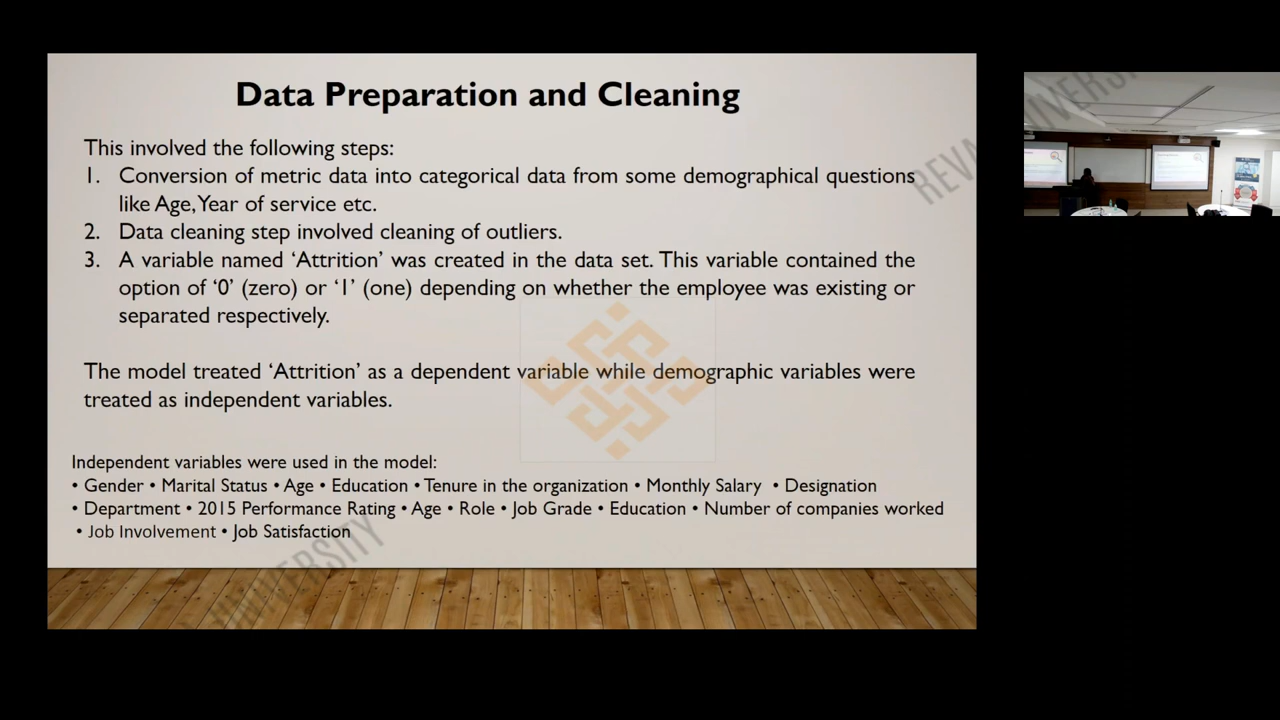 Data Preparation and Cleaning
This involved the following steps:
1. Conversion of metric data into categorical data from some demographical questions
like Age, Year of service etc.
2. Data cleaning step involved cleaning of outliers.
3. A variable named ‘Attrition’ was created in the data set. This variable contained the
option of ‘0’ (zero) or ‘1’ (one) depending on whether the employee was existing or
separated respectively.
The model treated ‘Attrition’ as a dependent variable while demographic variables were
treated as independent variables.
Independent variables were used in the model:
• Gender • Marital Status • Age • Education • Tenure in the organization • Monthly Salary • Designation
• Department • 2015 Performance Rating • Age • Role • Job Grade • Education • Number of companies worked
• Job Involvement • Job Satisfaction
UNIVERSITY
REVA